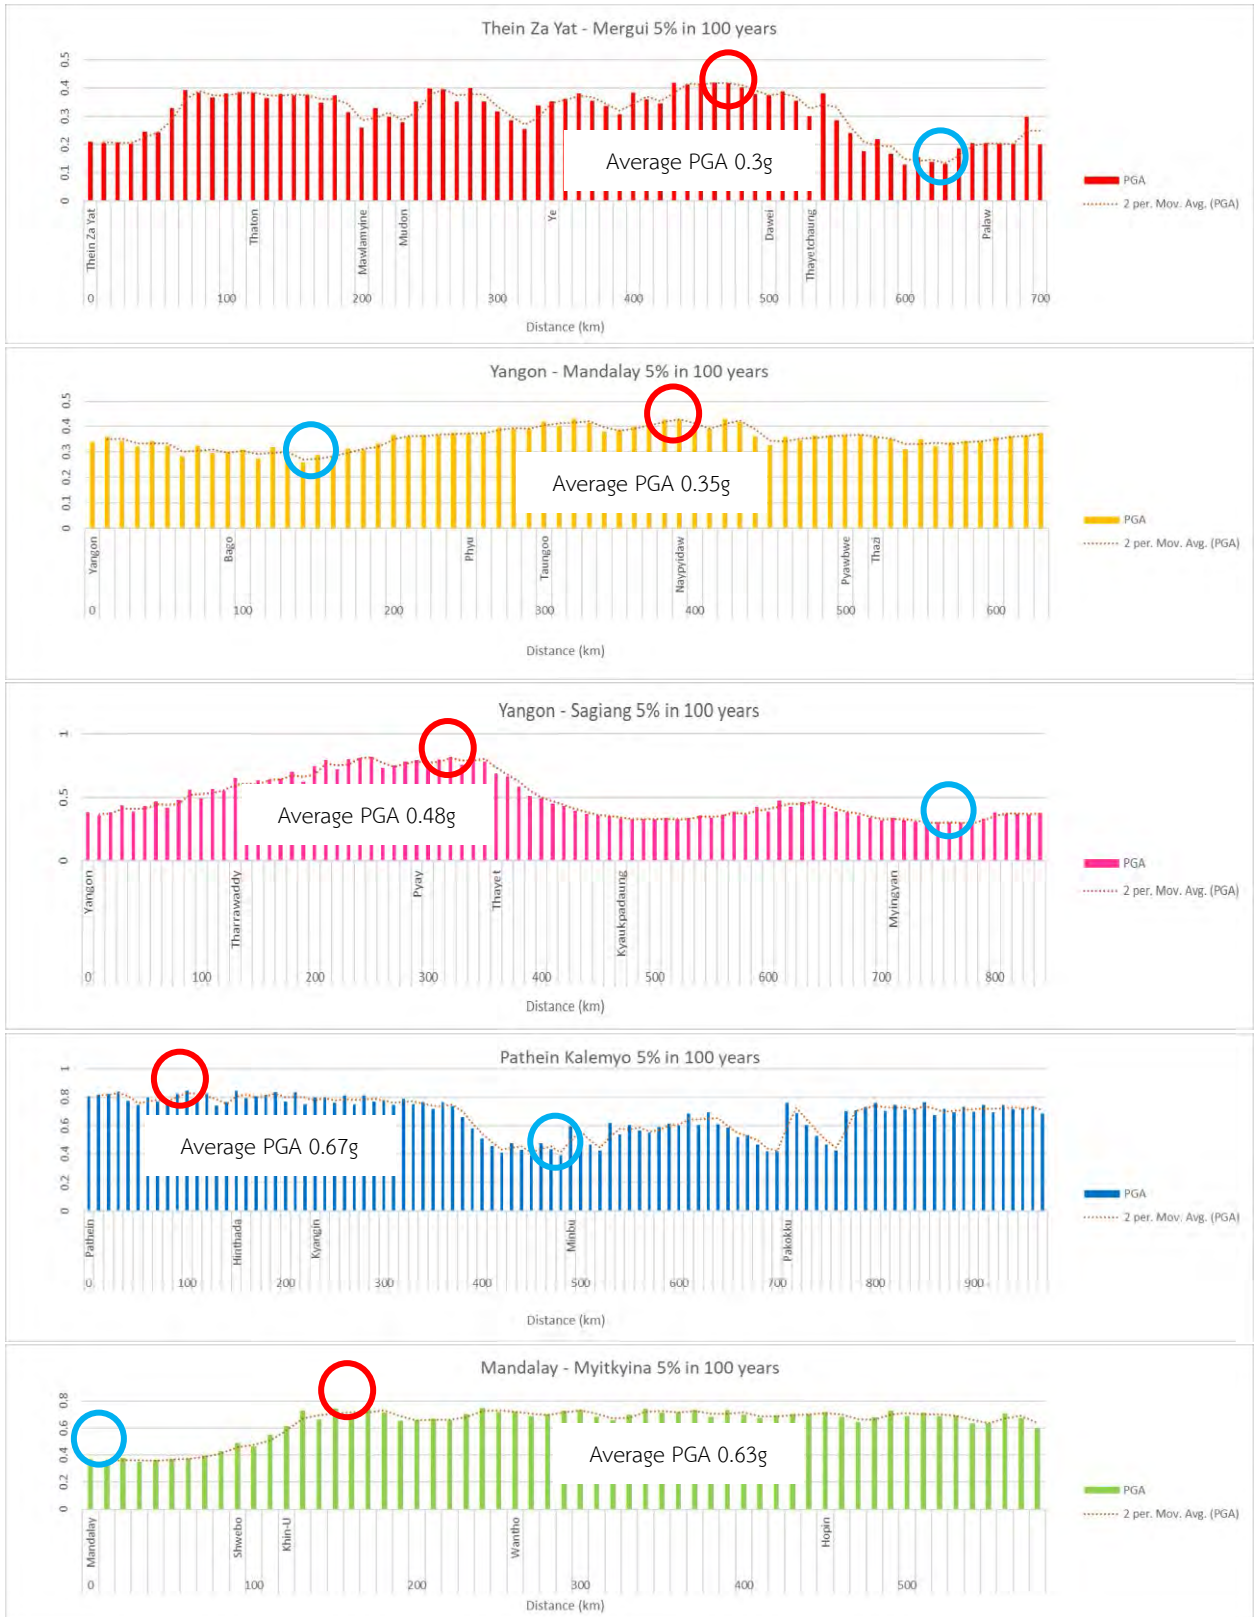 Thein Za Yat - Mergui 5% in 100 years
0.5
0.4
0.3
0.2
0.1
0
Average PGA 0.3g
PGA
2 per. Mov. Avg. (PGA)
Thein Za Yat
Thaton
Mawlamyine
Mudon
Ye
Dawei
Thayetchaung
Palaw
0 100 200 300 400 500 600 700
Distance (km)
Yangon - Mandalay 5% in 100 years
0.5
0.4
0.3
0.2
0.1
0
Average PGA 0.35g
PGA
2 per. Mov. Avg. (PGA)
Yangon
Bago
Phyu
Taungoo
Naypyidaw
Pyawbwe
Thazi
0 100 200 300 400 500 600
Distance (km)
Yangon - Sagiang 5% in 100 years
1
0.5
0
Average PGA 0.48g
PGA
2 per. Mov. Avg. (PGA)
Yangon
Tharrawaddy
Pyay
Thayet
Kyaukpadaung
Myingyan
0 100 200 300 400 500 600 700 800
Distance (km)
Pathein Kalemyo 5% in 100 years
1
0.8
0.6
0.4
0.2
0
Average PGA 0.67g
PGA
2 per. Mov. Avg. (PGA)
Pathein
Hinthada
Kyangin
Minbu
Pakokku
0 100 200 300 400 500 600 700 800 900
Distance (km)
Mandalay - Myitkyina 5% in 100 years
0.8
0.6
0.4
0.2
0
Average PGA 0.63g
PGA
2 per. Mov. Avg. (PGA)
Mandalay
Shwebo
Khin-U
Wantho
Hopin
0 100 200 300 400 500
Distance (km)